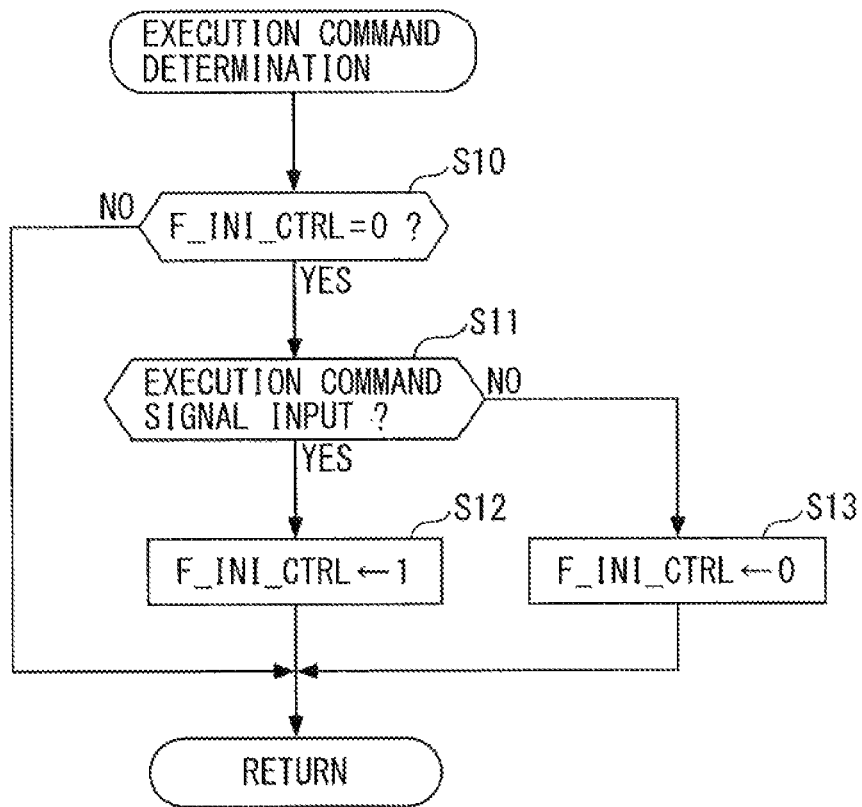 EXECUTION COMMAND
DETERMINATION
S10
NO
F_INI_CTRL=0 ?
YES
S11
EXECUTION COMMAND
SIGNAL INPUT ?
NO
YES
S12
S13
F_INI_CTRL←1
F_INI_CTRL←0
RETURN